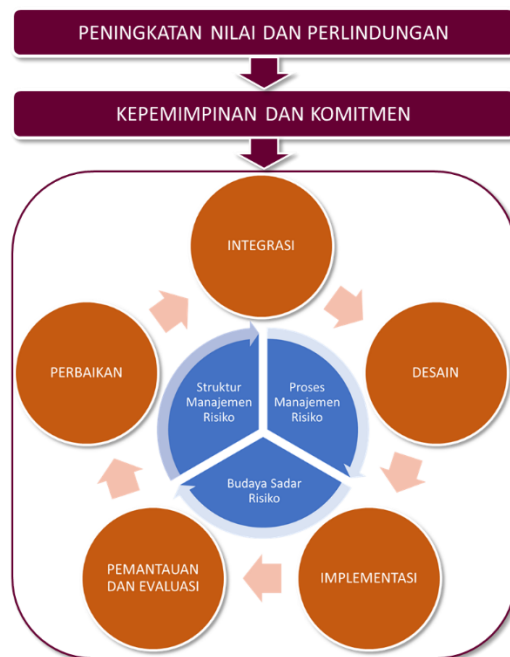 PENINGKATAN NILAI DAN PERLINDUNGAN
KEPEMIMPINAN DAN KOMITMEN
INTEGRASI
PERBAIKAN
DESAIN
Struktur
Manajemen
Risiko
Proses
Manajemen
Risiko
Budaya Sadar
Risiko
PEMANTAUAN
DAN EVALUASI
IMPLEMENTASI